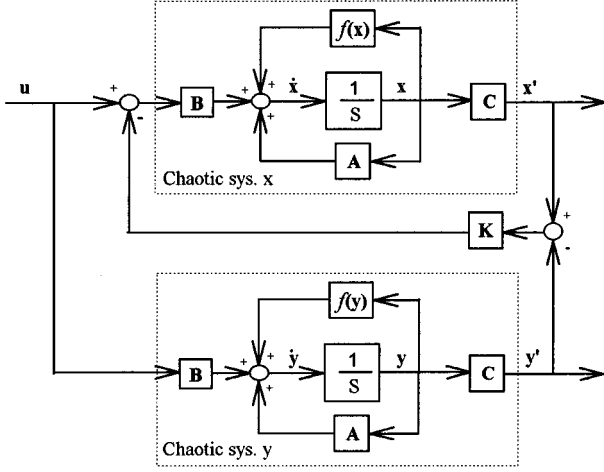 f(x)
u
+
-
B
+
+
+
ẋ
1
S
x
C
x'
A
Chaotic sys. x
K
+
-
f(y)
B
+
+
+
ẏ
1
S
y
C
y'
A
Chaotic sys. y